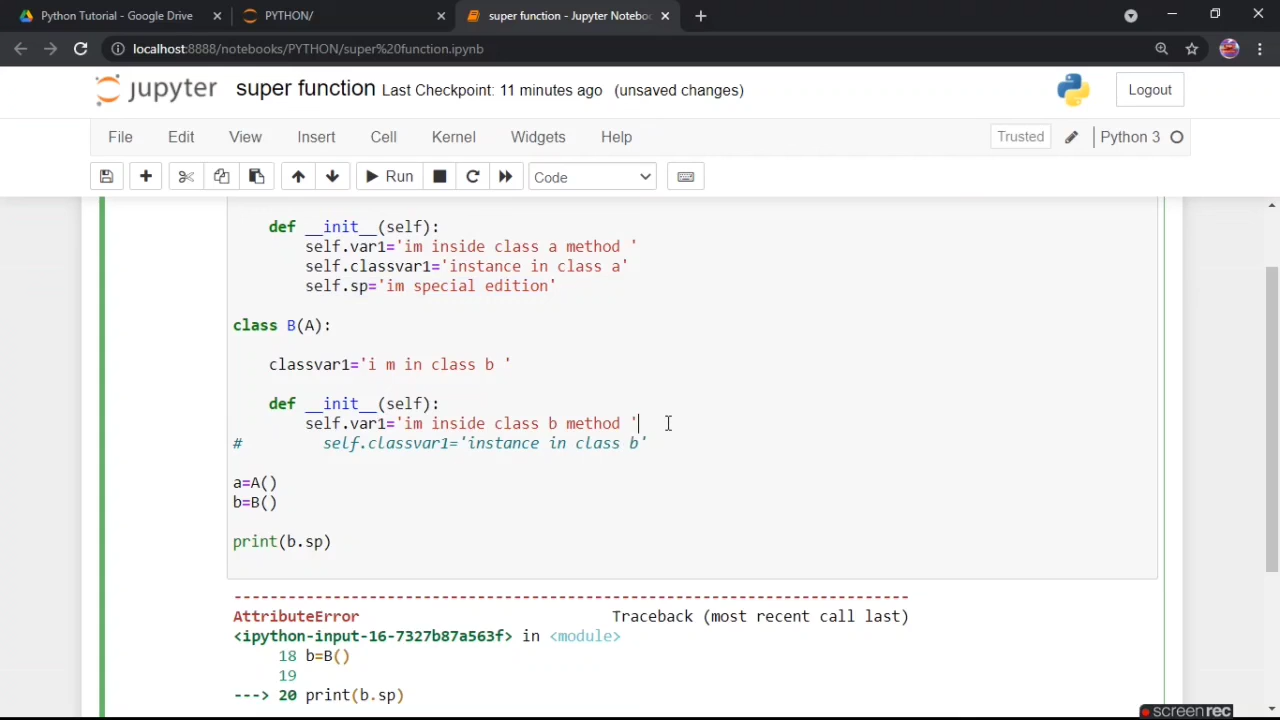 Python Tutorial - Google Drive
PYTHON/
super function - Jupyter Noteboo
localhost:8888/notebooks/PYTHON/super%20function.ipynb
jupyter super function Last Checkpoint: 11 minutes ago (unsaved changes)
Logout
File Edit View Insert Cell Kernel Widgets Help
Trusted Python 3
Run Code
def __init__(self):
self.var1='im inside class a method '
self.classvar1='instance in class a'
self.sp='im special edition'
class B(A):
classvar1='i m in class b '
def __init__(self):
self.var1='im inside class b method '
# self.classvar1='instance in class b'
a=A()
b=B()
print(b.sp)
---------------------------------------------------------------------------
AttributeError Traceback (most recent call last)
<ipython-input-16-7327b87a563f> in <module>
18 b=B()
19
---> 20 print(b.sp)
screenrec